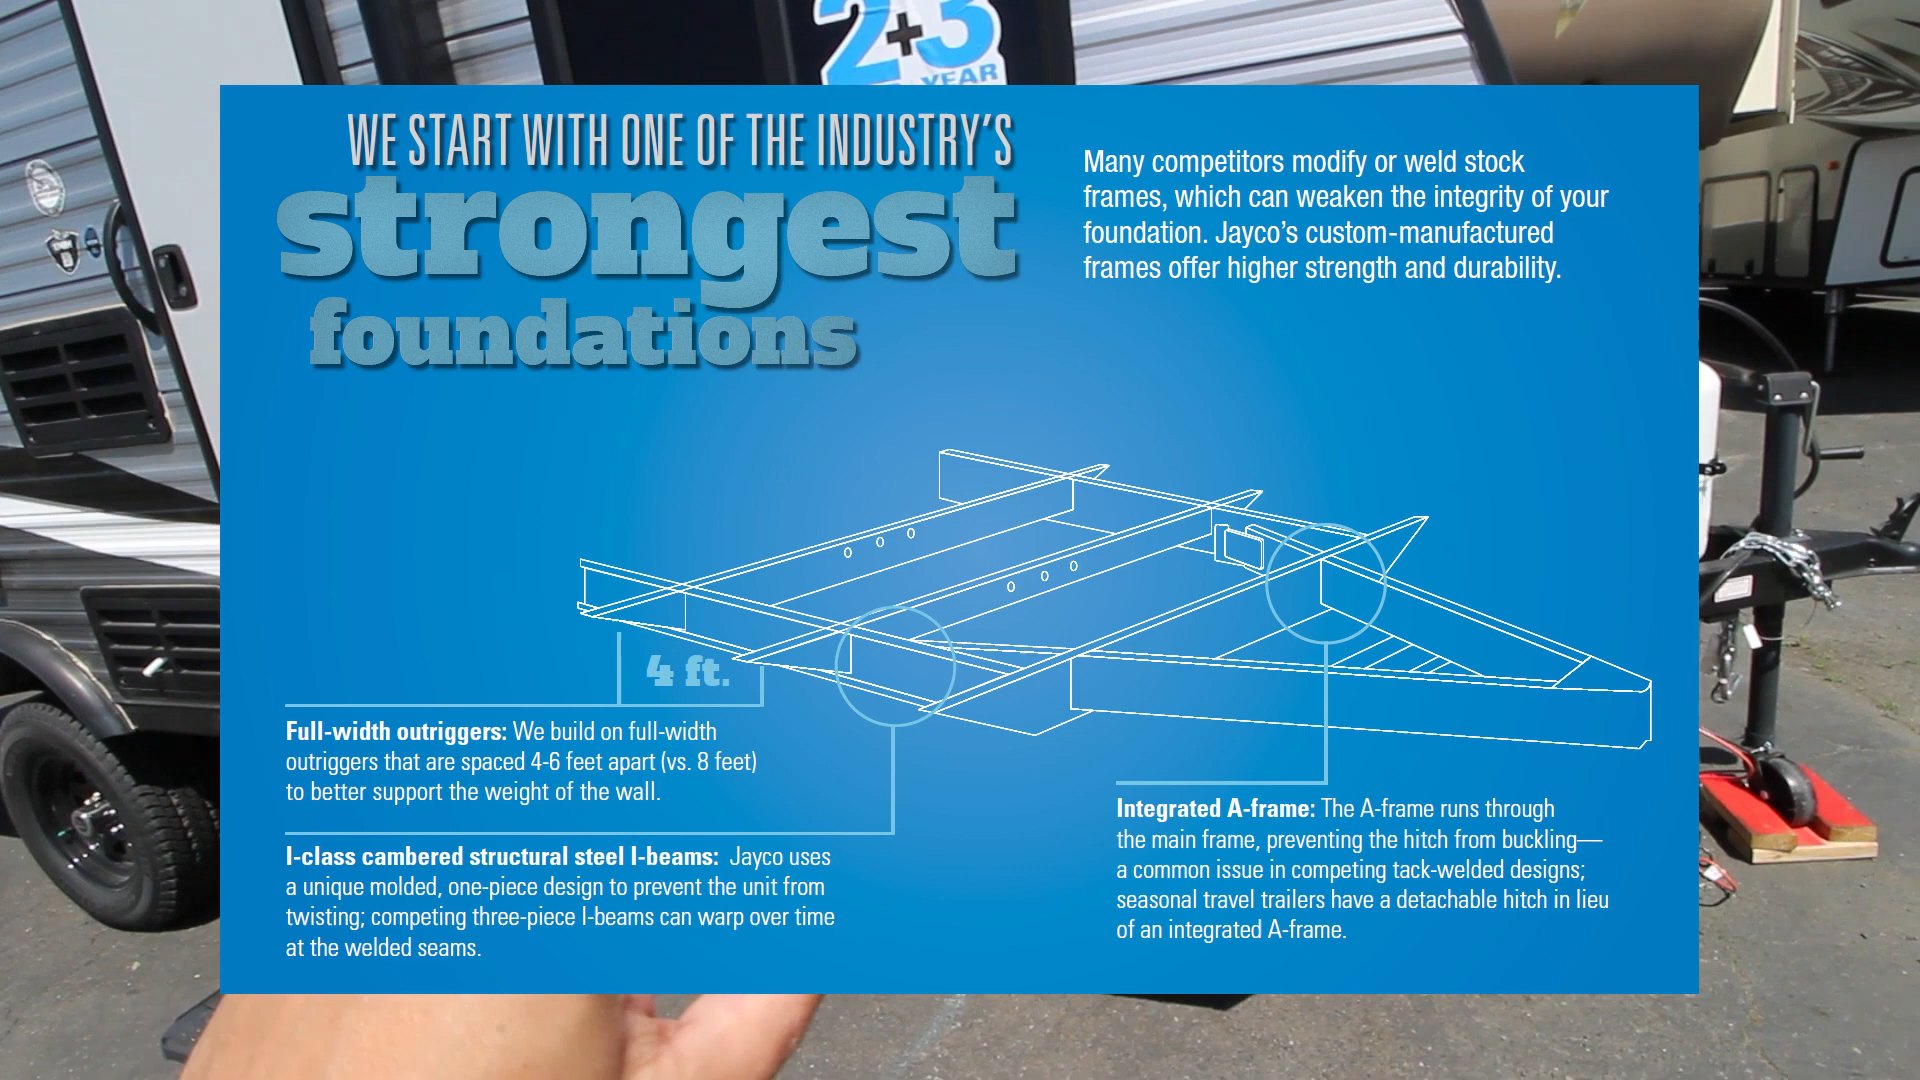 2+3
YEAR
WE START WITH ONE OF THE INDUSTRY'S
strongest
foundations
Many competitors modify or weld stock
frames, which can weaken the integrity of your
foundation. Jayco's custom-manufactured
frames offer higher strength and durability.
4 ft.
Full-width outriggers: We build on full-width
outriggers that are spaced 4-6 feet apart (vs. 8 feet)
to better support the weight of the wall.
I-class cambered structural steel I-beams: Jayco uses
a unique molded, one-piece design to prevent the unit from
twisting; competing three-piece I-beams can warp over time
at the welded seams.
Integrated A-frame: The A-frame runs through
the main frame, preventing the hitch from buckling—
a common issue in competing tack-welded designs;
seasonal travel trailers have a detachable hitch in lieu
of an integrated A-frame.